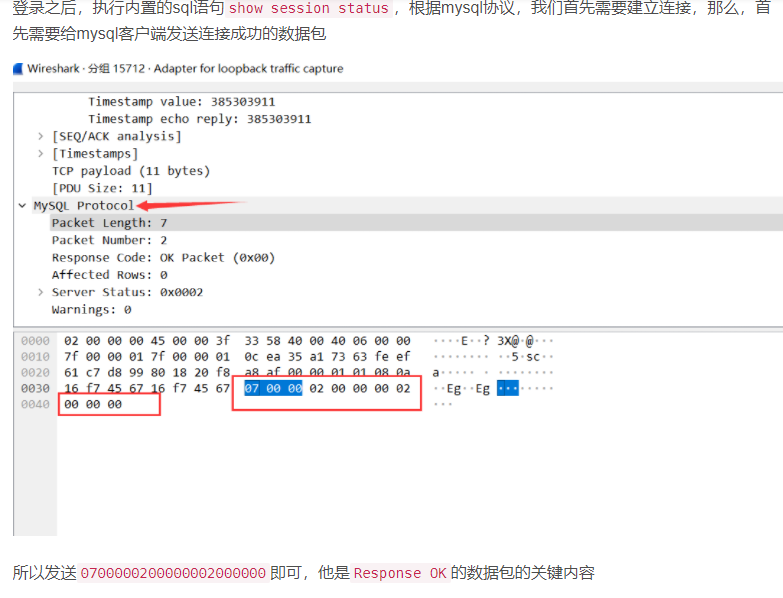 登录之后，执行内置的sql语句 show session status ，根据mysql协议，我们首先需要建立连接，那么，首
先需要给mysql客户端发送连接成功的数据包
Wireshark · 分组 15712 · Adapter for loopback traffic capture
Timestamp value: 385303911
Timestamp echo reply: 385303911
[SEQ/ACK analysis]
[Timestamps]
TCP payload (11 bytes)
[PDU Size: 11]
MySQL Protocol
Packet Length: 7
Packet Number: 2
Response Code: OK Packet (0x00)
Affected Rows: 0
Server Status: 0x0002
Warnings: 0
0000 02 00 00 00 45 00 00 3f 33 58 40 00 40 06 00 00 ····E··? 3X@·@···
0010 7f 00 00 01 7f 00 00 01 0c ea 35 a1 73 63 fe ef ········ ··5·sc··
0020 61 c7 d8 99 80 18 20 f8 a8 af 00 00 01 01 08 0a a····· · ········
0030 16 f7 45 67 16 f7 45 67 07 00 00 02 00 00 00 02 ··Eg··Eg ········
0040 00 00 00 ···
所以发送 0700000200000002000000 即可，他是 Response OK 的数据包的关键内容